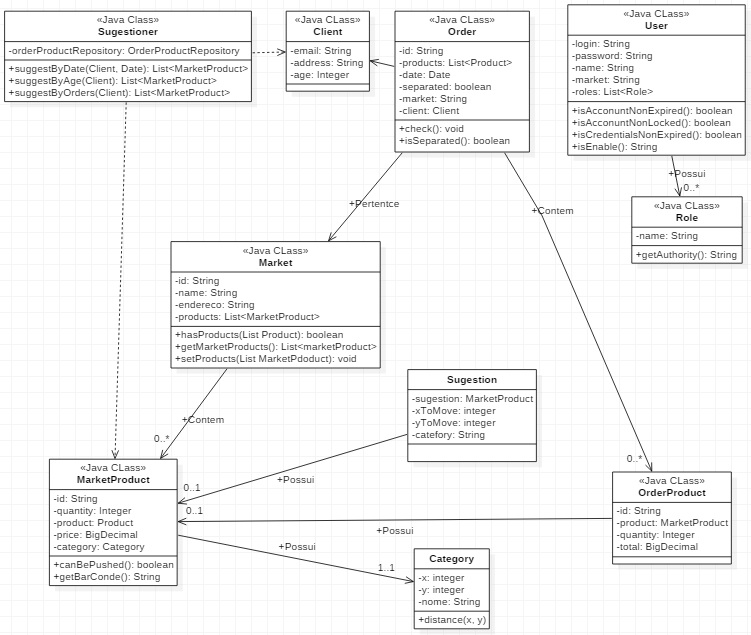 «Java CLass»
Sugestioner
-orderProductRepository: OrderProductRepository
+suggestByDate(Client, Date): List<MarketProduct>
+suggestByAge(Client): List<MarketProduct>
+suggestByOrders(Client): List<MarketProduct>
«Java CLass»
Client
-email: String
-address: String
-age: Integer
«Java CLass»
Order
-id: String
-products: List<Product>
-date: Date
-separated: boolean
-market: String
-client: Client
+check(): void
+isSeparated(): boolean
«Java CLass»
User
-login: String
-password: String
-name: String
-market: String
-roles: List<Role>
+isAcconuntNonExpired(): boolean
+isAcconuntNonLocked(): boolean
+isCredentialsNonExpired(): boolean
+isEnable(): String
+Possui
0..*
«Java CLass»
Role
-name: String
+getAuthority(): String
+Pertentce
+Contem
«Java CLass»
Market
-id: String
-name: String
-endereco: String
-products: List<MarketProduct>
+hasProducts(List Product): boolean
+getMarketProducts(): List<marketProduct>
+setProducts(List MarketPdoduct): void
+Contem
0..*
Sugestion
-sugestion: MarketProduct
-xToMove: integer
-yToMove: integer
-catefory: String
+Possui
0..1
«Java CLass»
MarketProduct
-id: String
-quantity: Integer
-product: Product
-price: BigDecimal
-category: Category
+canBePushed(): boolean
+getBarConde(): String
0..1
+Possui
0..*
«Java CLass»
OrderProduct
-id: String
-product: MarketProduct
-quantity: Integer
-total: BigDecimal
+Possui
1..1
Category
-x: integer
-y: integer
-nome: String
+distance(x, y)